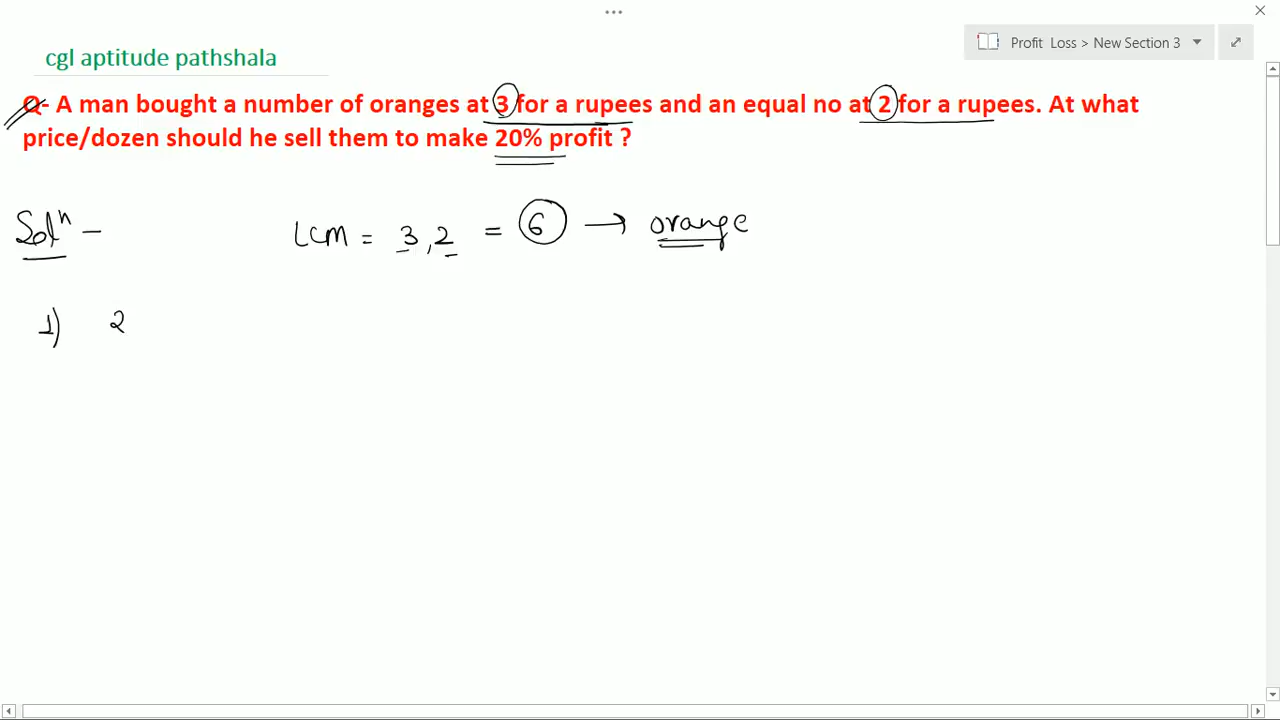 Profit Loss > New Section 3
cgl aptitude pathshala
Q- A man bought a number of oranges at 3 for a rupees and an equal no at 2 for a rupees. At what
price/dozen should he sell them to make 20% profit ?
Solⁿ - LCM = 3,2 = 6 → orange
1) 2